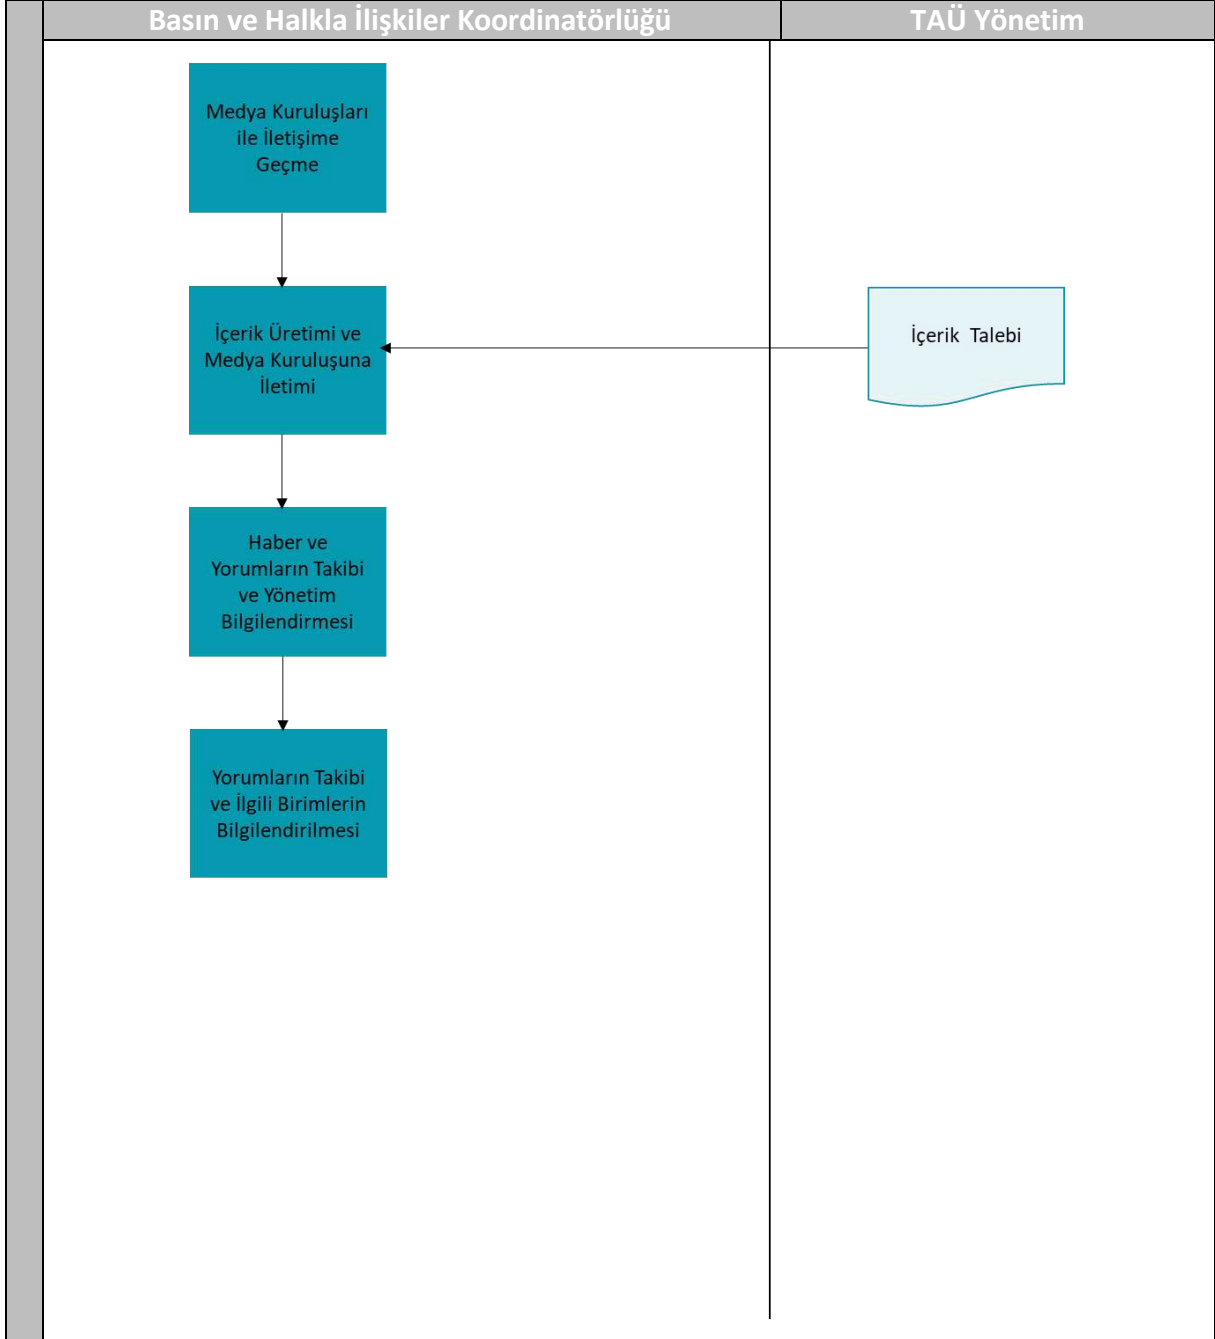 Basın ve Halkla İlişkiler Koordinatörlüğü
TAÜ Yönetim
Medya Kuruluşları
ile İletişime
Geçme
İçerik Üretimi ve
Medya Kuruluşuna
İletimi
İçerik Talebi
Haber ve
Yorumların Takibi
ve Yönetim
Bilgilendirmesi
Yorumların Takibi
ve İlgili Birimlerin
Bilgilendirilmesi